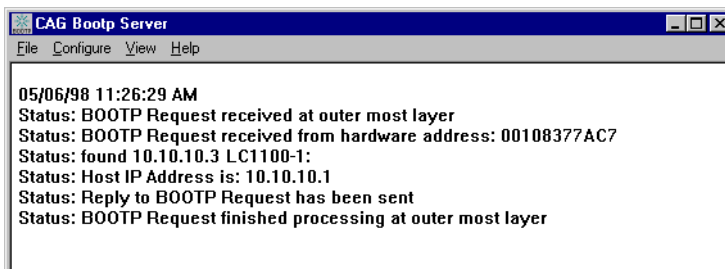 CAG Bootp Server
File Configure View Help
05/06/98 11:26:29 AM
Status: BOOTP Request received at outer most layer
Status: BOOTP Request received from hardware address: 00108377AC7
Status: found 10.10.10.3 LC1100-1:
Status: Host IP Address is: 10.10.10.1
Status: Reply to BOOTP Request has been sent
Status: BOOTP Request finished processing at outer most layer